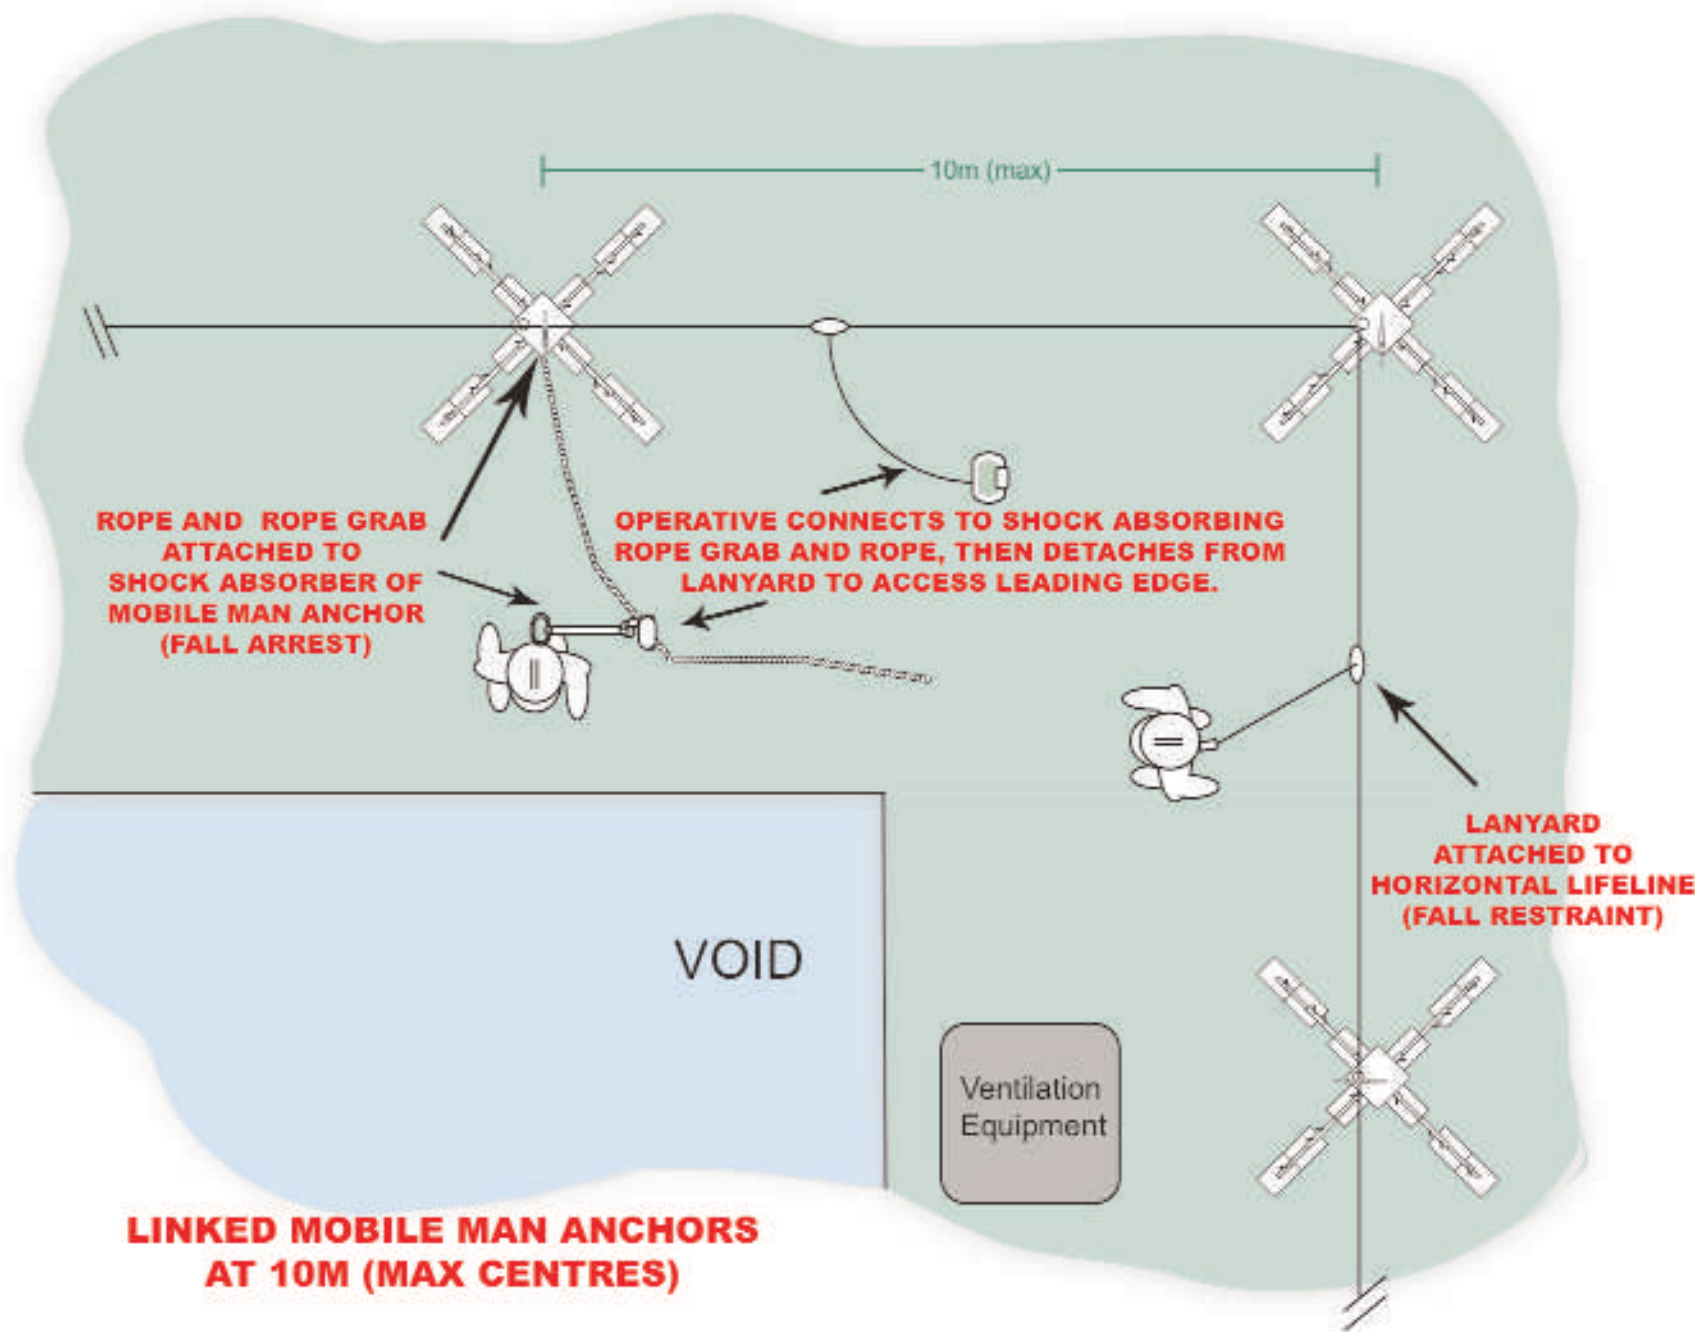 10m (max)
ROPE AND ROPE GRAB
ATTACHED TO
SHOCK ABSORBER OF
MOBILE MAN ANCHOR
(FALL ARREST)
OPERATIVE CONNECTS TO SHOCK ABSORBING
ROPE GRAB AND ROPE, THEN DETACHES FROM
LANYARD TO ACCESS LEADING EDGE.
LANYARD
ATTACHED TO
HORIZONTAL LIFELINE
(FALL RESTRAINT)
VOID
Ventilation
Equipment
LINKED MOBILE MAN ANCHORS
AT 10M (MAX CENTRES)